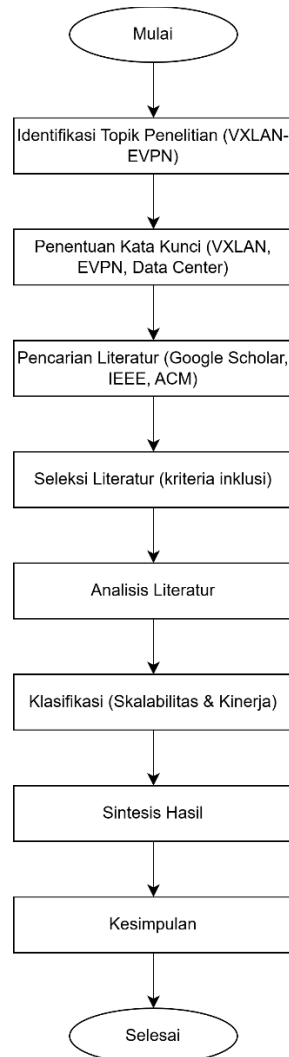 Mulai
Identifikasi Topik Penelitian (VXLAN-
EVPN)
Penentuan Kata Kunci (VXLAN,
EVPN, Data Center)
Pencarian Literatur (Google Scholar,
IEEE, ACM)
Seleksi Literatur (kriteria inklusi)
Analisis Literatur
Klasifikasi (Skalabilitas & Kinerja)
Sintesis Hasil
Kesimpulan
Selesai